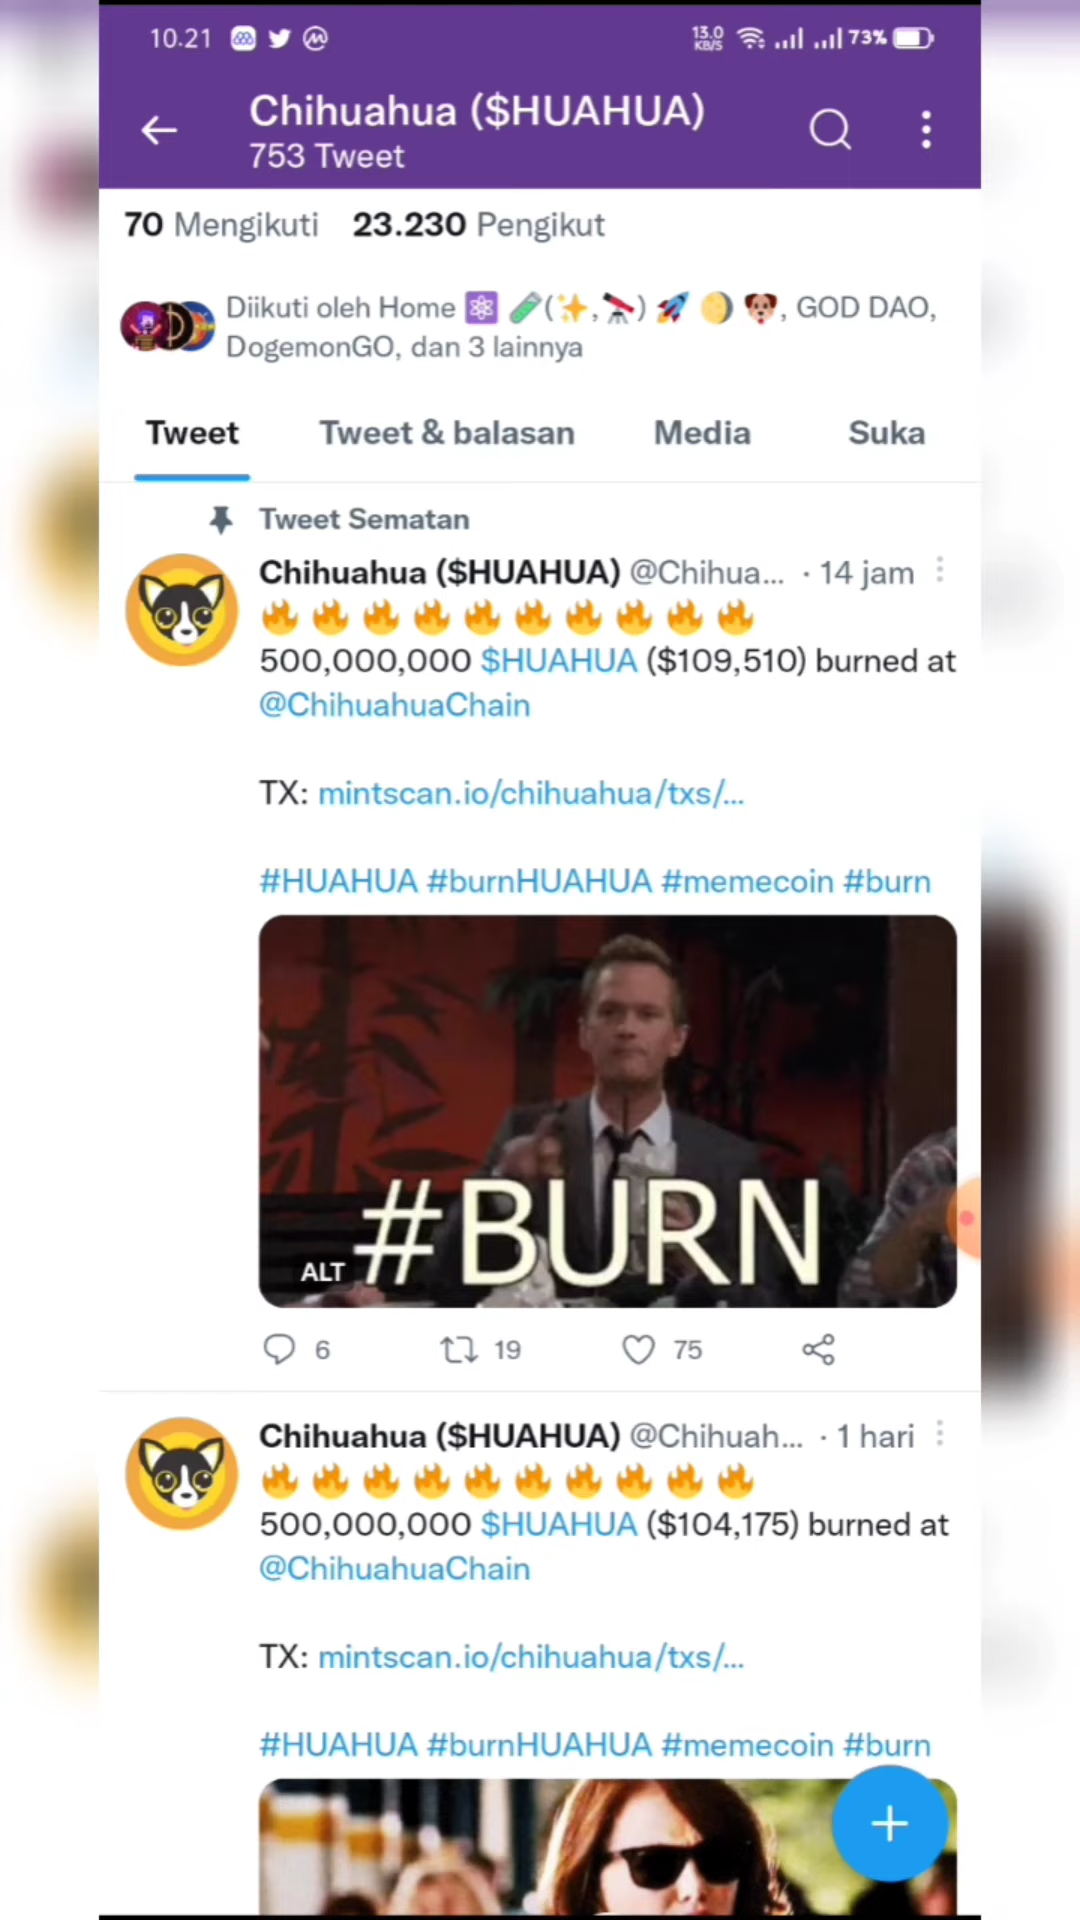 10.21
13.0 KB/S
73%
Chihuahua ($HUAHUA)
753 Tweet
70 Mengikuti 23.230 Pengikut
Diikuti oleh Home ⚛️ 🧪(✨,🔭) 🚀 🌖 🐶, GOD DAO,
DogemonGO, dan 3 lainnya
Tweet Tweet & balasan Media Suka
Tweet Sematan
Chihuahua ($HUAHUA) @Chihua... · 14 jam
🔥🔥🔥🔥🔥🔥🔥🔥🔥🔥
500,000,000 $HUAHUA ($109,510) burned at
@ChihuahuaChain
TX: mintscan.io/chihuahua/txs/...
#HUAHUA #burnHUAHUA #memecoin #burn
#BURN
ALT
6 19 75
Chihuahua ($HUAHUA) @Chihuah... · 1 hari
🔥🔥🔥🔥🔥🔥🔥🔥🔥🔥
500,000,000 $HUAHUA ($104,175) burned at
@ChihuahuaChain
TX: mintscan.io/chihuahua/txs/...
#HUAHUA #burnHUAHUA #memecoin #burn